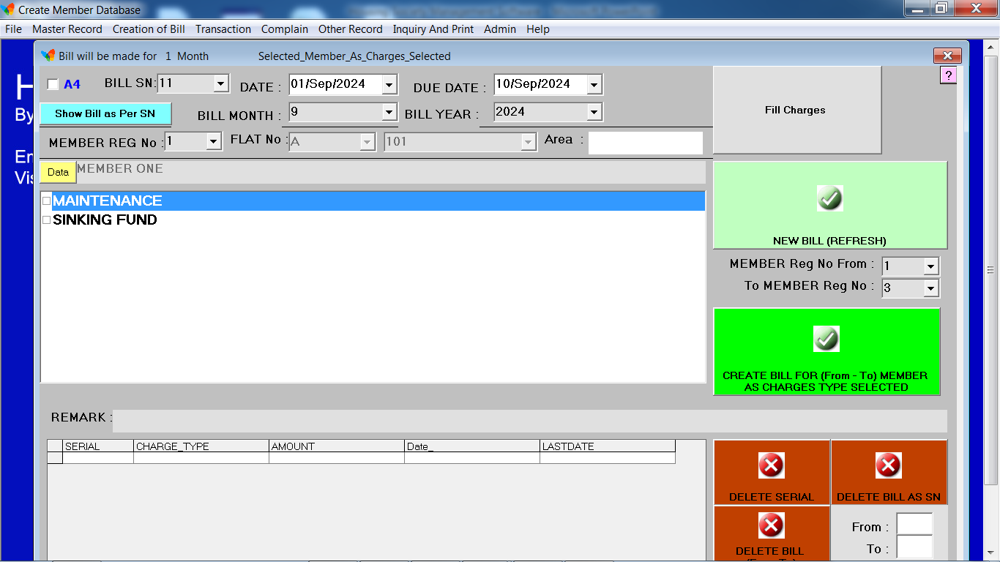 Create Member Database
File Master Record Creation of Bill Transaction Complain Other Record Inquiry And Print Admin Help
Bill will be made for 1 Month Selected_Member_As_Charges_Selected
?
A4 BILL SN: 11 DATE : 01/Sep/2024 DUE DATE : 10/Sep/2024
Fill Charges
Show Bill as Per SN BILL MONTH : 9 BILL YEAR : 2024
MEMBER REG No : 1 FLAT No : A 101 Area :
Data MEMBER ONE
MAINTENANCE
SINKING FUND
NEW BILL (REFRESH)
MEMBER Reg No From : 1
To MEMBER Reg No : 3
CREATE BILL FOR (From - To) MEMBER
AS CHARGES TYPE SELECTED
REMARK :
SERIAL CHARGE_TYPE AMOUNT Date_ LASTDATE
DELETE SERIAL DELETE BILL AS SN
DELETE BILL
From :
To :
H
By
En
Vis